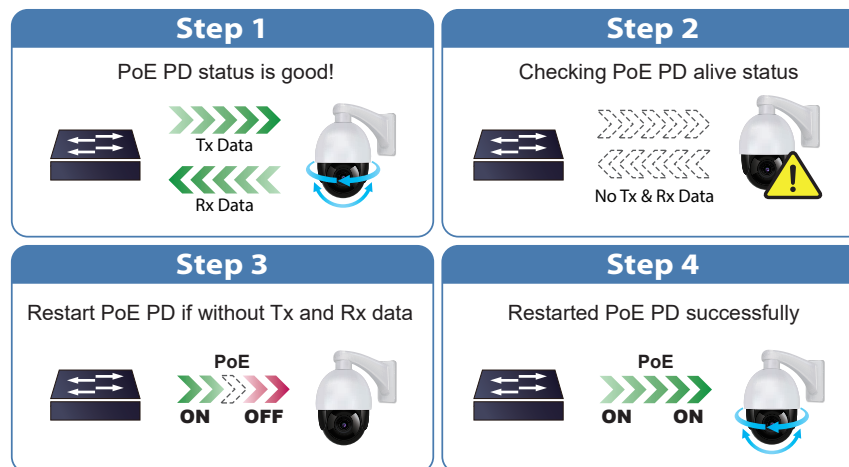 Step 1
PoE PD status is good!
Tx Data
Rx Data
Step 2
Checking PoE PD alive status
No Tx & Rx Data
Step 3
Restart PoE PD if without Tx and Rx data
PoE
ON OFF
Step 4
Restarted PoE PD successfully
PoE
ON ON